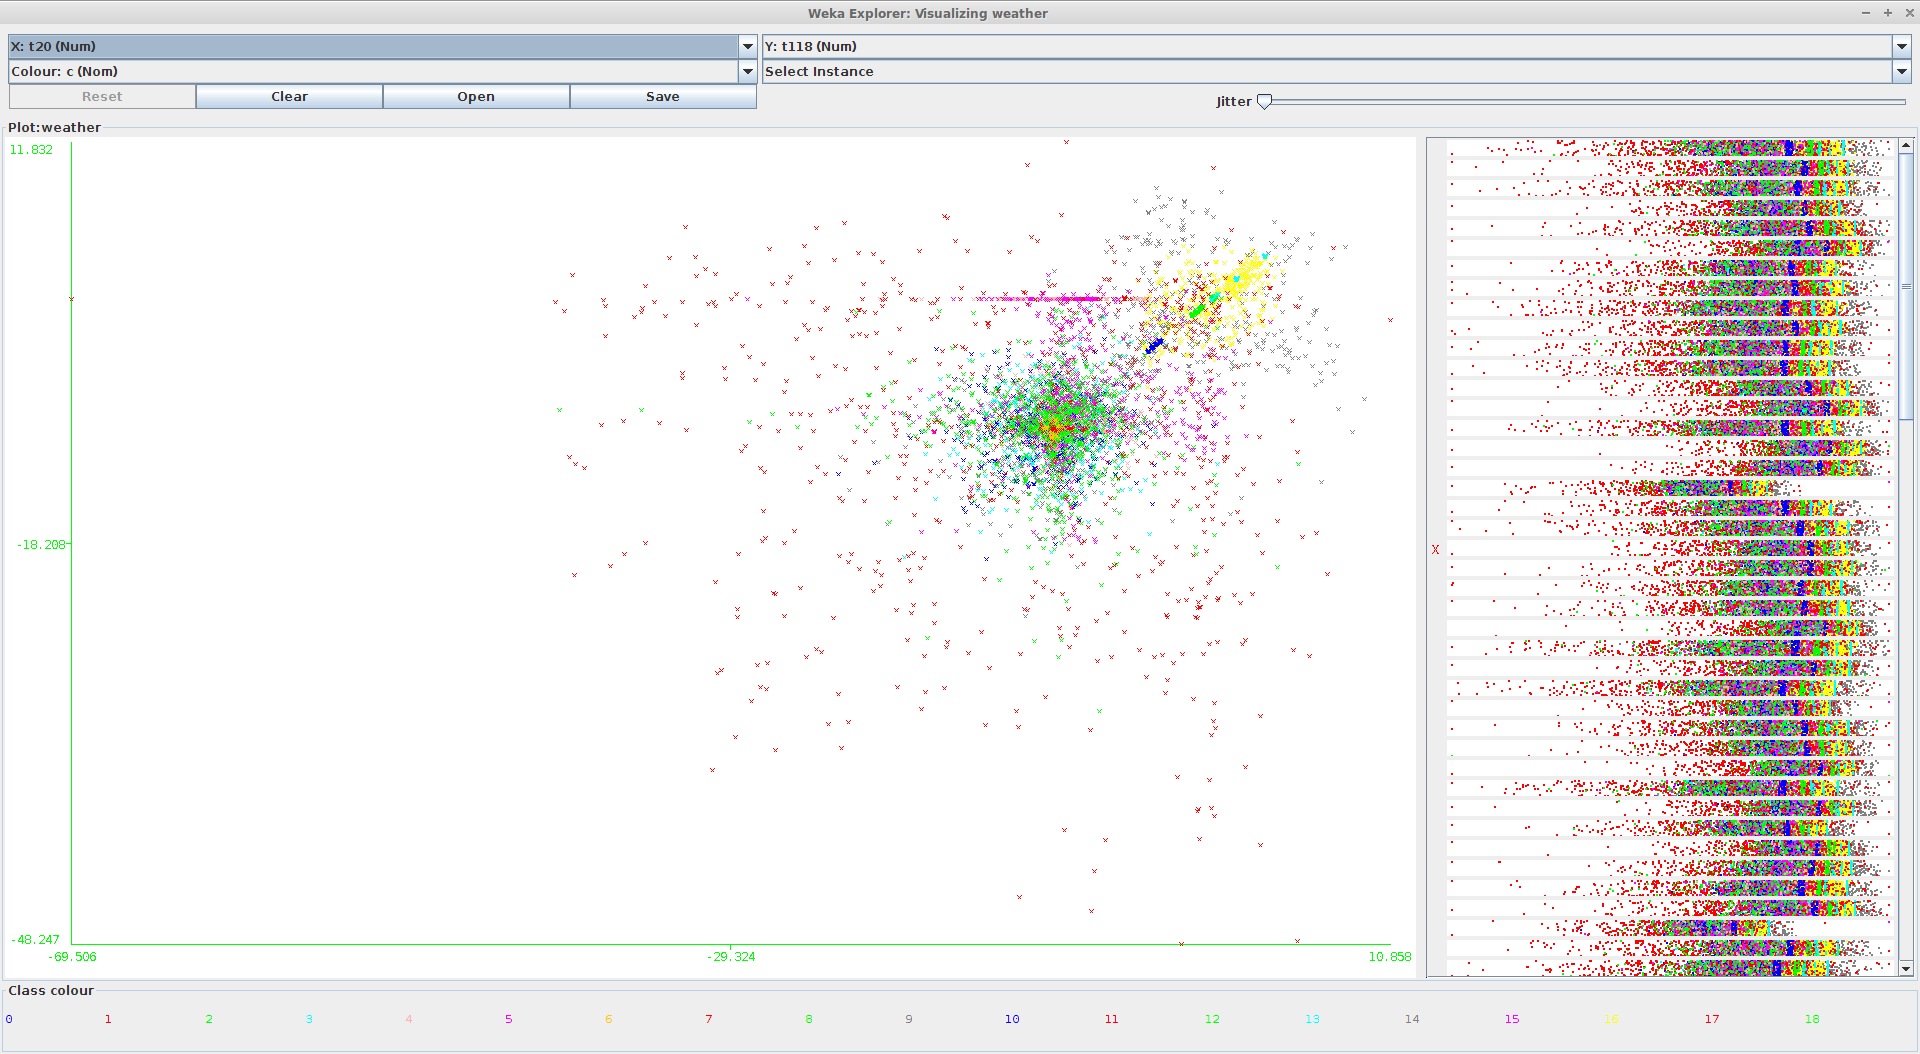 Weka Explorer: Visualizing weather
X: t20 (Num)
Y: t118 (Num)
Colour: c (Nom)
Select Instance
Reset
Clear
Open
Save
Jitter
Plot:weather
11.832
-18.208
X
-48.247
-69.506
-29.324
10.858
Class colour
0 1 2 3 4 5 6 7 8 9 10 11 12 13 14 15 16 17 18